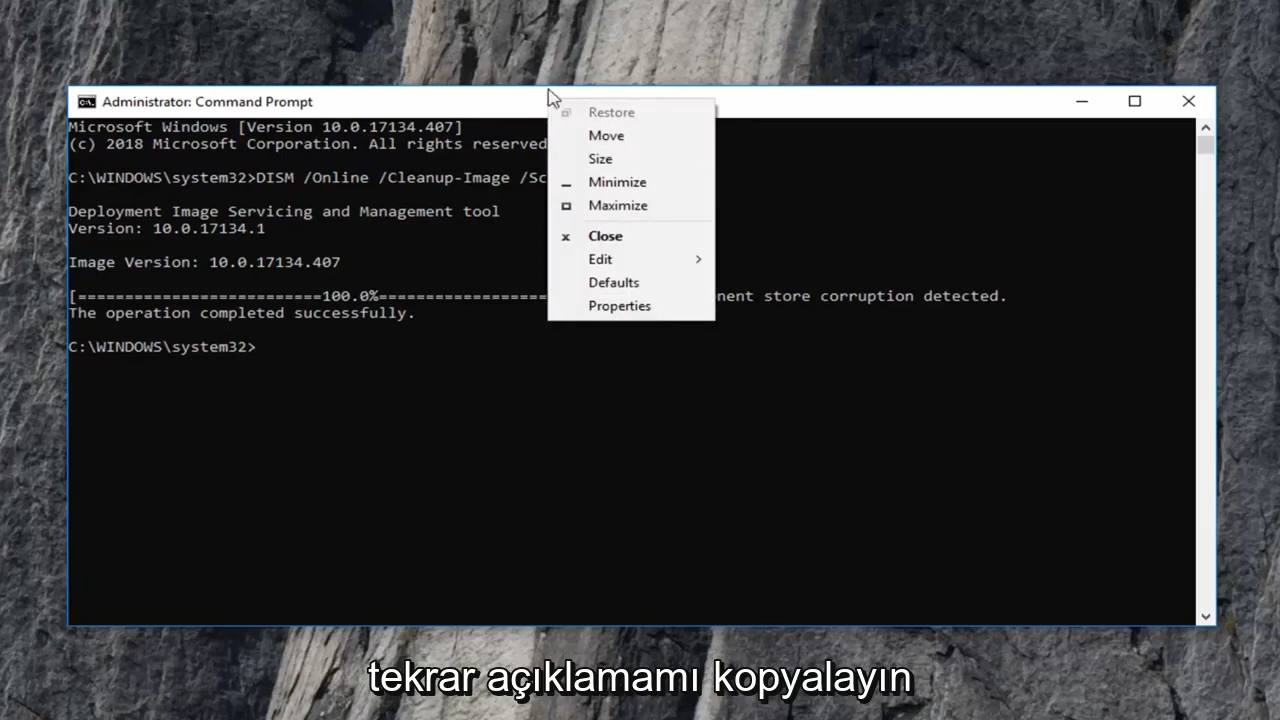 Administrator: Command Prompt
Microsoft Windows [Version 10.0.17134.407]
(c) 2018 Microsoft Corporation. All rights reserved
C:\WINDOWS\system32>DISM /Online /Cleanup-Image /Sc
Deployment Image Servicing and Management tool
Version: 10.0.17134.1
Image Version: 10.0.17134.407
[==========================100.0%================== nent store corruption detected.
The operation completed successfully.
C:\WINDOWS\system32>
Restore
Move
Size
Minimize
Maximize
Close
Edit
Defaults
Properties
tekrar açıklamamı kopyalayın